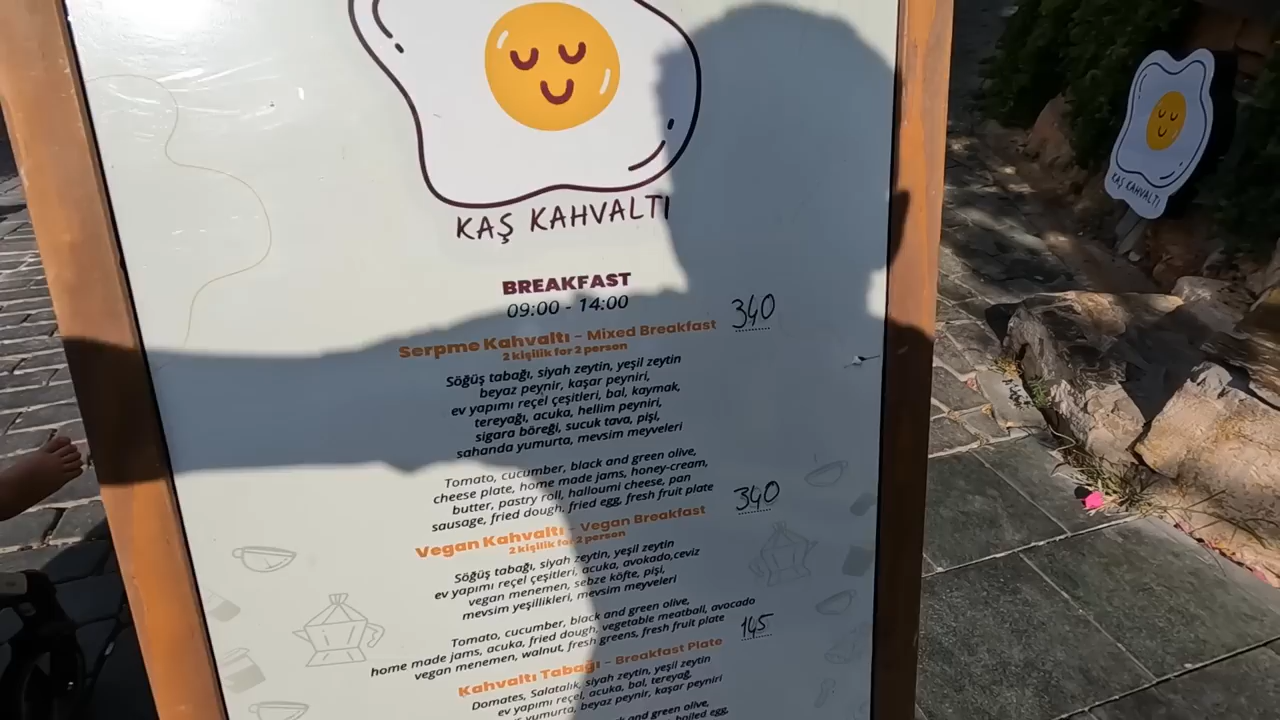 KAŞ KAHVALTI
KAŞ KAHVALTI
BREAKFAST
09:00 - 14:00
Serpme Kahvaltı - Mixed Breakfast 340
2 kişilik for 2 person
Söğüş tabağı, siyah zeytin, yeşil zeytin
beyaz peynir, kaşar peyniri,
ev yapımı reçel çeşitleri, bal, kaymak,
tereyağı, acuka, hellim peyniri,
sigara böreği, sucuk tava, pişi,
sahanda yumurta, mevsim meyveleri
Tomato, cucumber, black and green olive,
cheese plate, home made jams, honey-cream,
butter, pastry roll, halloumi cheese, pan
sausage, fried dough, fried egg, fresh fruit plate
Vegan Kahvaltı - Vegan Breakfast 340
2 kişilik for 2 person
Söğüş tabağı, siyah zeytin, yeşil zeytin
ev yapımı reçel çeşitleri, acuka, avokado,ceviz
vegan menemen, sebze köfte, pişi,
mevsim yeşillikleri, mevsim meyveleri
Tomato, cucumber, black and green olive,
home made jams, acuka, fried dough, vegetable meatball, avocado
vegan menemen, walnut, fresh greens, fresh fruit plate
Kahvaltı Tabağı - Breakfast Plate 145
Domates, Salatalık, siyah zeytin, yeşil zeytin
ev yapımı reçel, acuka, bal, tereyağ,
yumurta, beyaz peynir, kaşar peyniri
and green olive,
boiled egg,